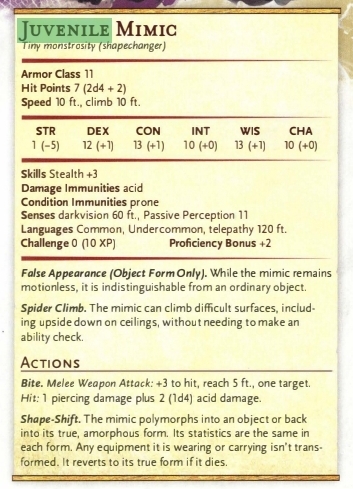 Juvenile Mimic
Tiny monstrosity (shapechanger)
Armor Class 11
Hit Points 7 (2d4 + 2)
Speed 10 ft., climb 10 ft.
STR DEX CON INT WIS CHA
1 (–5) 12 (+1) 13 (+1) 10 (+0) 13 (+1) 10 (+0)
Skills Stealth +3
Damage Immunities acid
Condition Immunities prone
Senses darkvision 60 ft., Passive Perception 11
Languages Common, Undercommon, telepathy 120 ft.
Challenge 0 (10 XP) Proficiency Bonus +2
False Appearance (Object Form Only). While the mimic remains
motionless, it is indistinguishable from an ordinary object.
Spider Climb. The mimic can climb difficult surfaces, includ-
ing upside down on ceilings, without needing to make an
ability check.
Actions
Bite. Melee Weapon Attack: +3 to hit, reach 5 ft., one target.
Hit: 1 piercing damage plus 2 (1d4) acid damage.
Shape-Shift. The mimic polymorphs into an object or back
into its true, amorphous form. Its statistics are the same in
each form. Any equipment it is wearing or carrying isn't trans-
formed. It reverts to its true form if it dies.